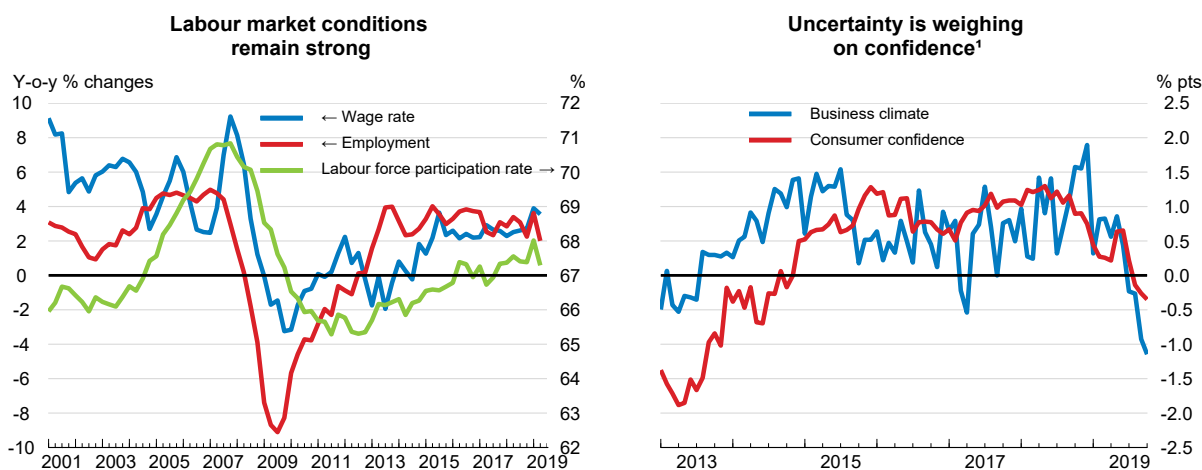 Labour market conditions
remain strong
Y-o-y % changes
%
10
8
6
4
2
0
-2
-4
-6
-8
-10
72
71
70
69
68
67
66
65
64
63
62
← Wage rate
← Employment
Labour force participation rate →
2001 2003 2005 2007 2009 2011 2013 2015 2017 2019
Uncertainty is weighing
on confidence¹
% pts
Business climate
Consumer confidence
2.5
2.0
1.5
1.0
0.5
0.0
-0.5
-1.0
-1.5
-2.0
-2.5
2013 2015 2017 2019